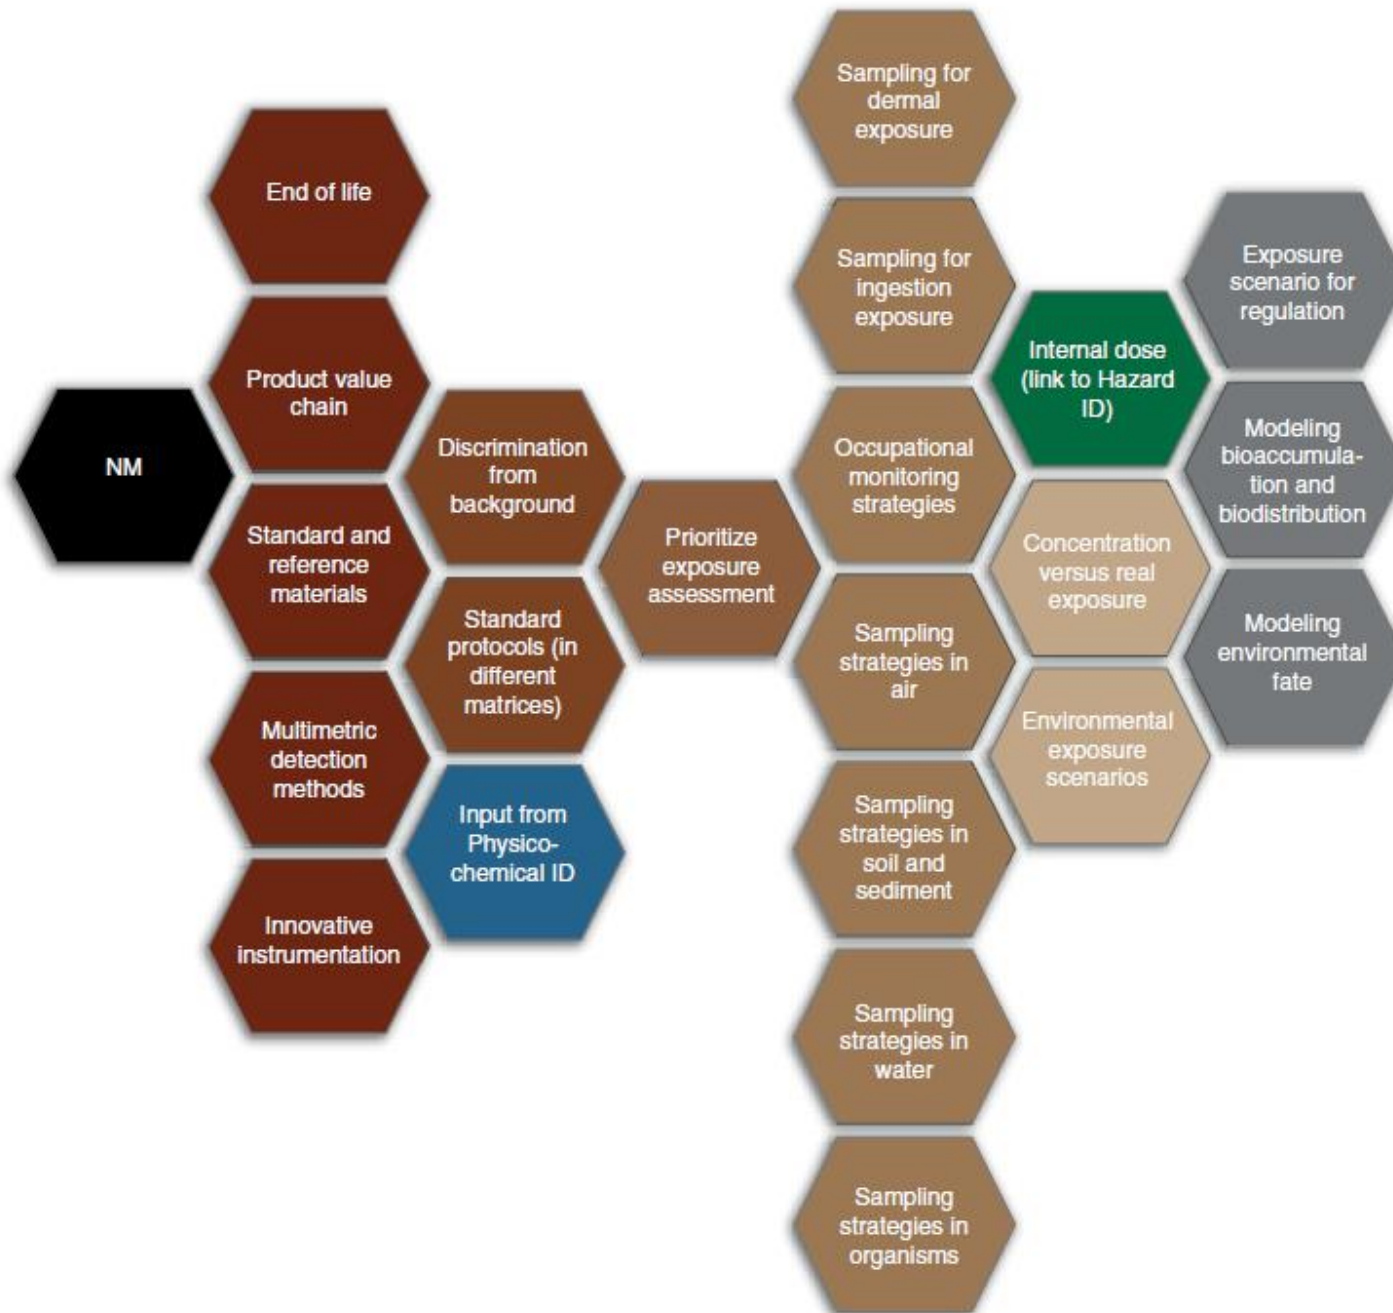 NM
End of life
Product value
chain
Standard and
reference
materials
Multimetric
detection
methods
Innovative
instrumentation
Discrimination
from
background
Standard
protocols (in
different
matrices)
Input from
Physico-
chemical ID
Prioritize
exposure
assessment
Sampling for
dermal
exposure
Sampling for
ingestion
exposure
Occupational
monitoring
strategies
Sampling
strategies in
air
Sampling
strategies in
soil and
sediment
Sampling
strategies in
water
Sampling
strategies in
organisms
Internal dose
(link to Hazard
ID)
Concentration
versus real
exposure
Environmental
exposure
scenarios
Exposure
scenario for
regulation
Modeling
bioaccumula-
tion and
biodistribution
Modeling
environmental
fate